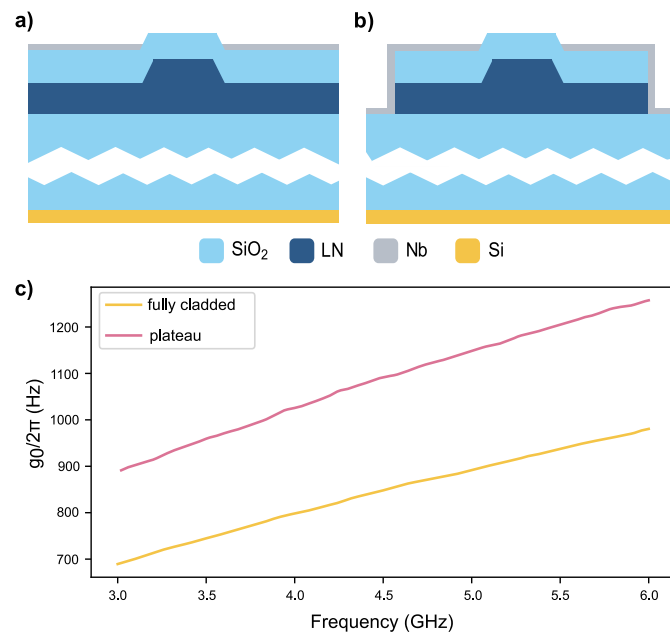 a)
b)
SiO₂ LN Nb Si
c)
fully cladded
plateau
g₀/2π (Hz)
1200
1100
1000
900
800
700
3.0 3.5 4.0 4.5 5.0 5.5 6.0
Frequency (GHz)